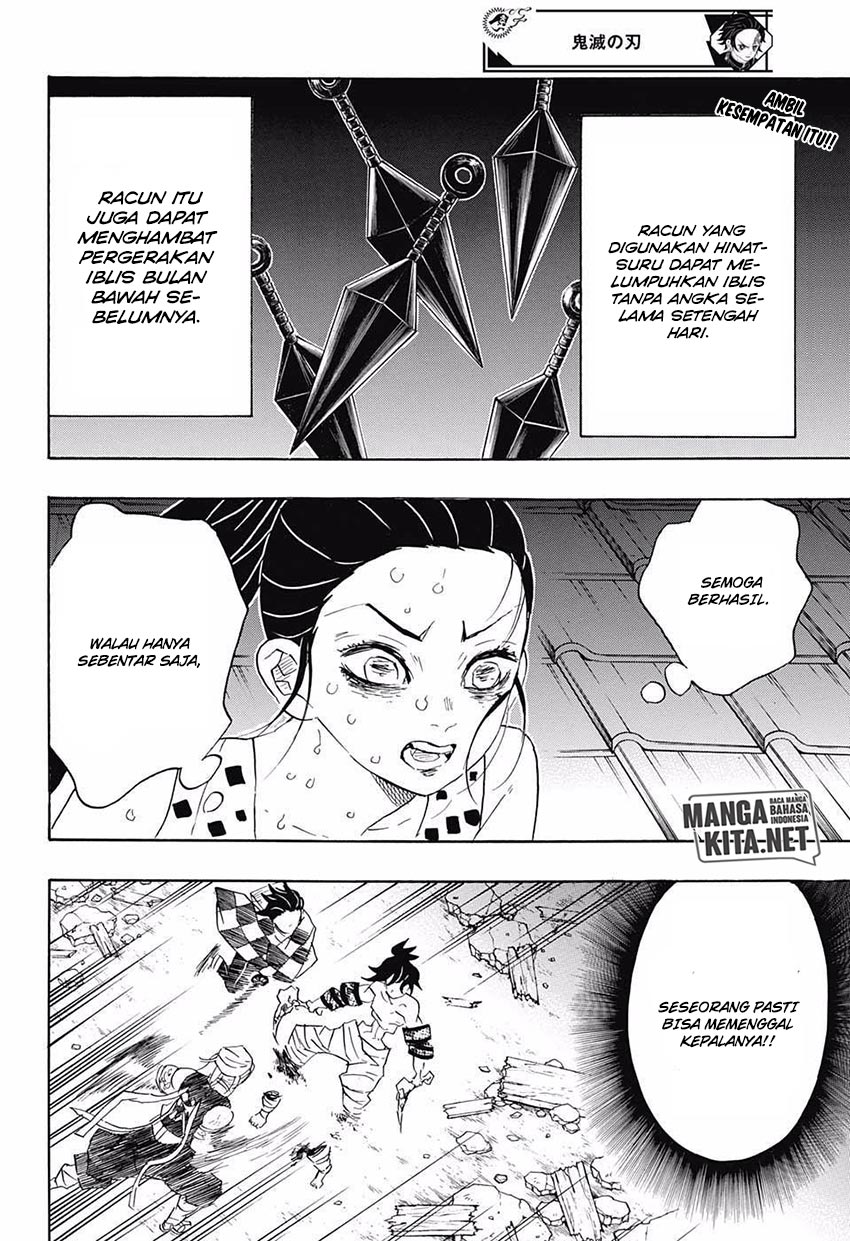 鬼滅の刃
AMBIL
KESEMPATAN ITU!!
RACUN YANG
DIGUNAKAN HINAT-
SURU DAPAT ME-
LUMPUHKAN IBLIS
TANPA ANGKA SE-
LAMA SETENGAH
HARI.
RACUN ITU
JUGA DAPAT
MENGHAMBAT
PERGERAKAN
IBLIS BULAN
BAWAH SE-
BELUMNYA.
SEMOGA
BERHASIL.
WALAU HANYA
SEBENTAR SAJA,
MANGA
KITA.NET
BACA MANGA
BAHASA
INDONESIA
SESEORANG PASTI
BISA MEMENGGAL
KEPALANYA!!